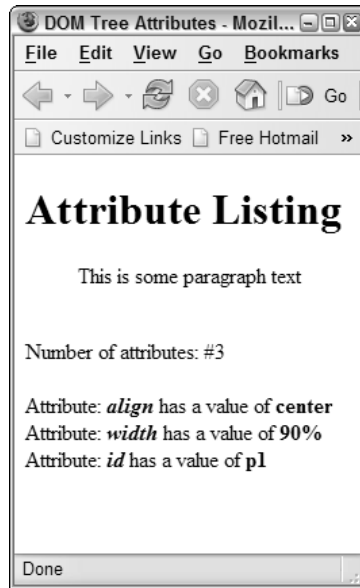 DOM Tree Attributes - Mozil...
File Edit View Go Bookmarks
Go
Customize Links Free Hotmail »
Attribute Listing
This is some paragraph text
Number of attributes: #3
Attribute: align has a value of center
Attribute: width has a value of 90%
Attribute: id has a value of p1
Done